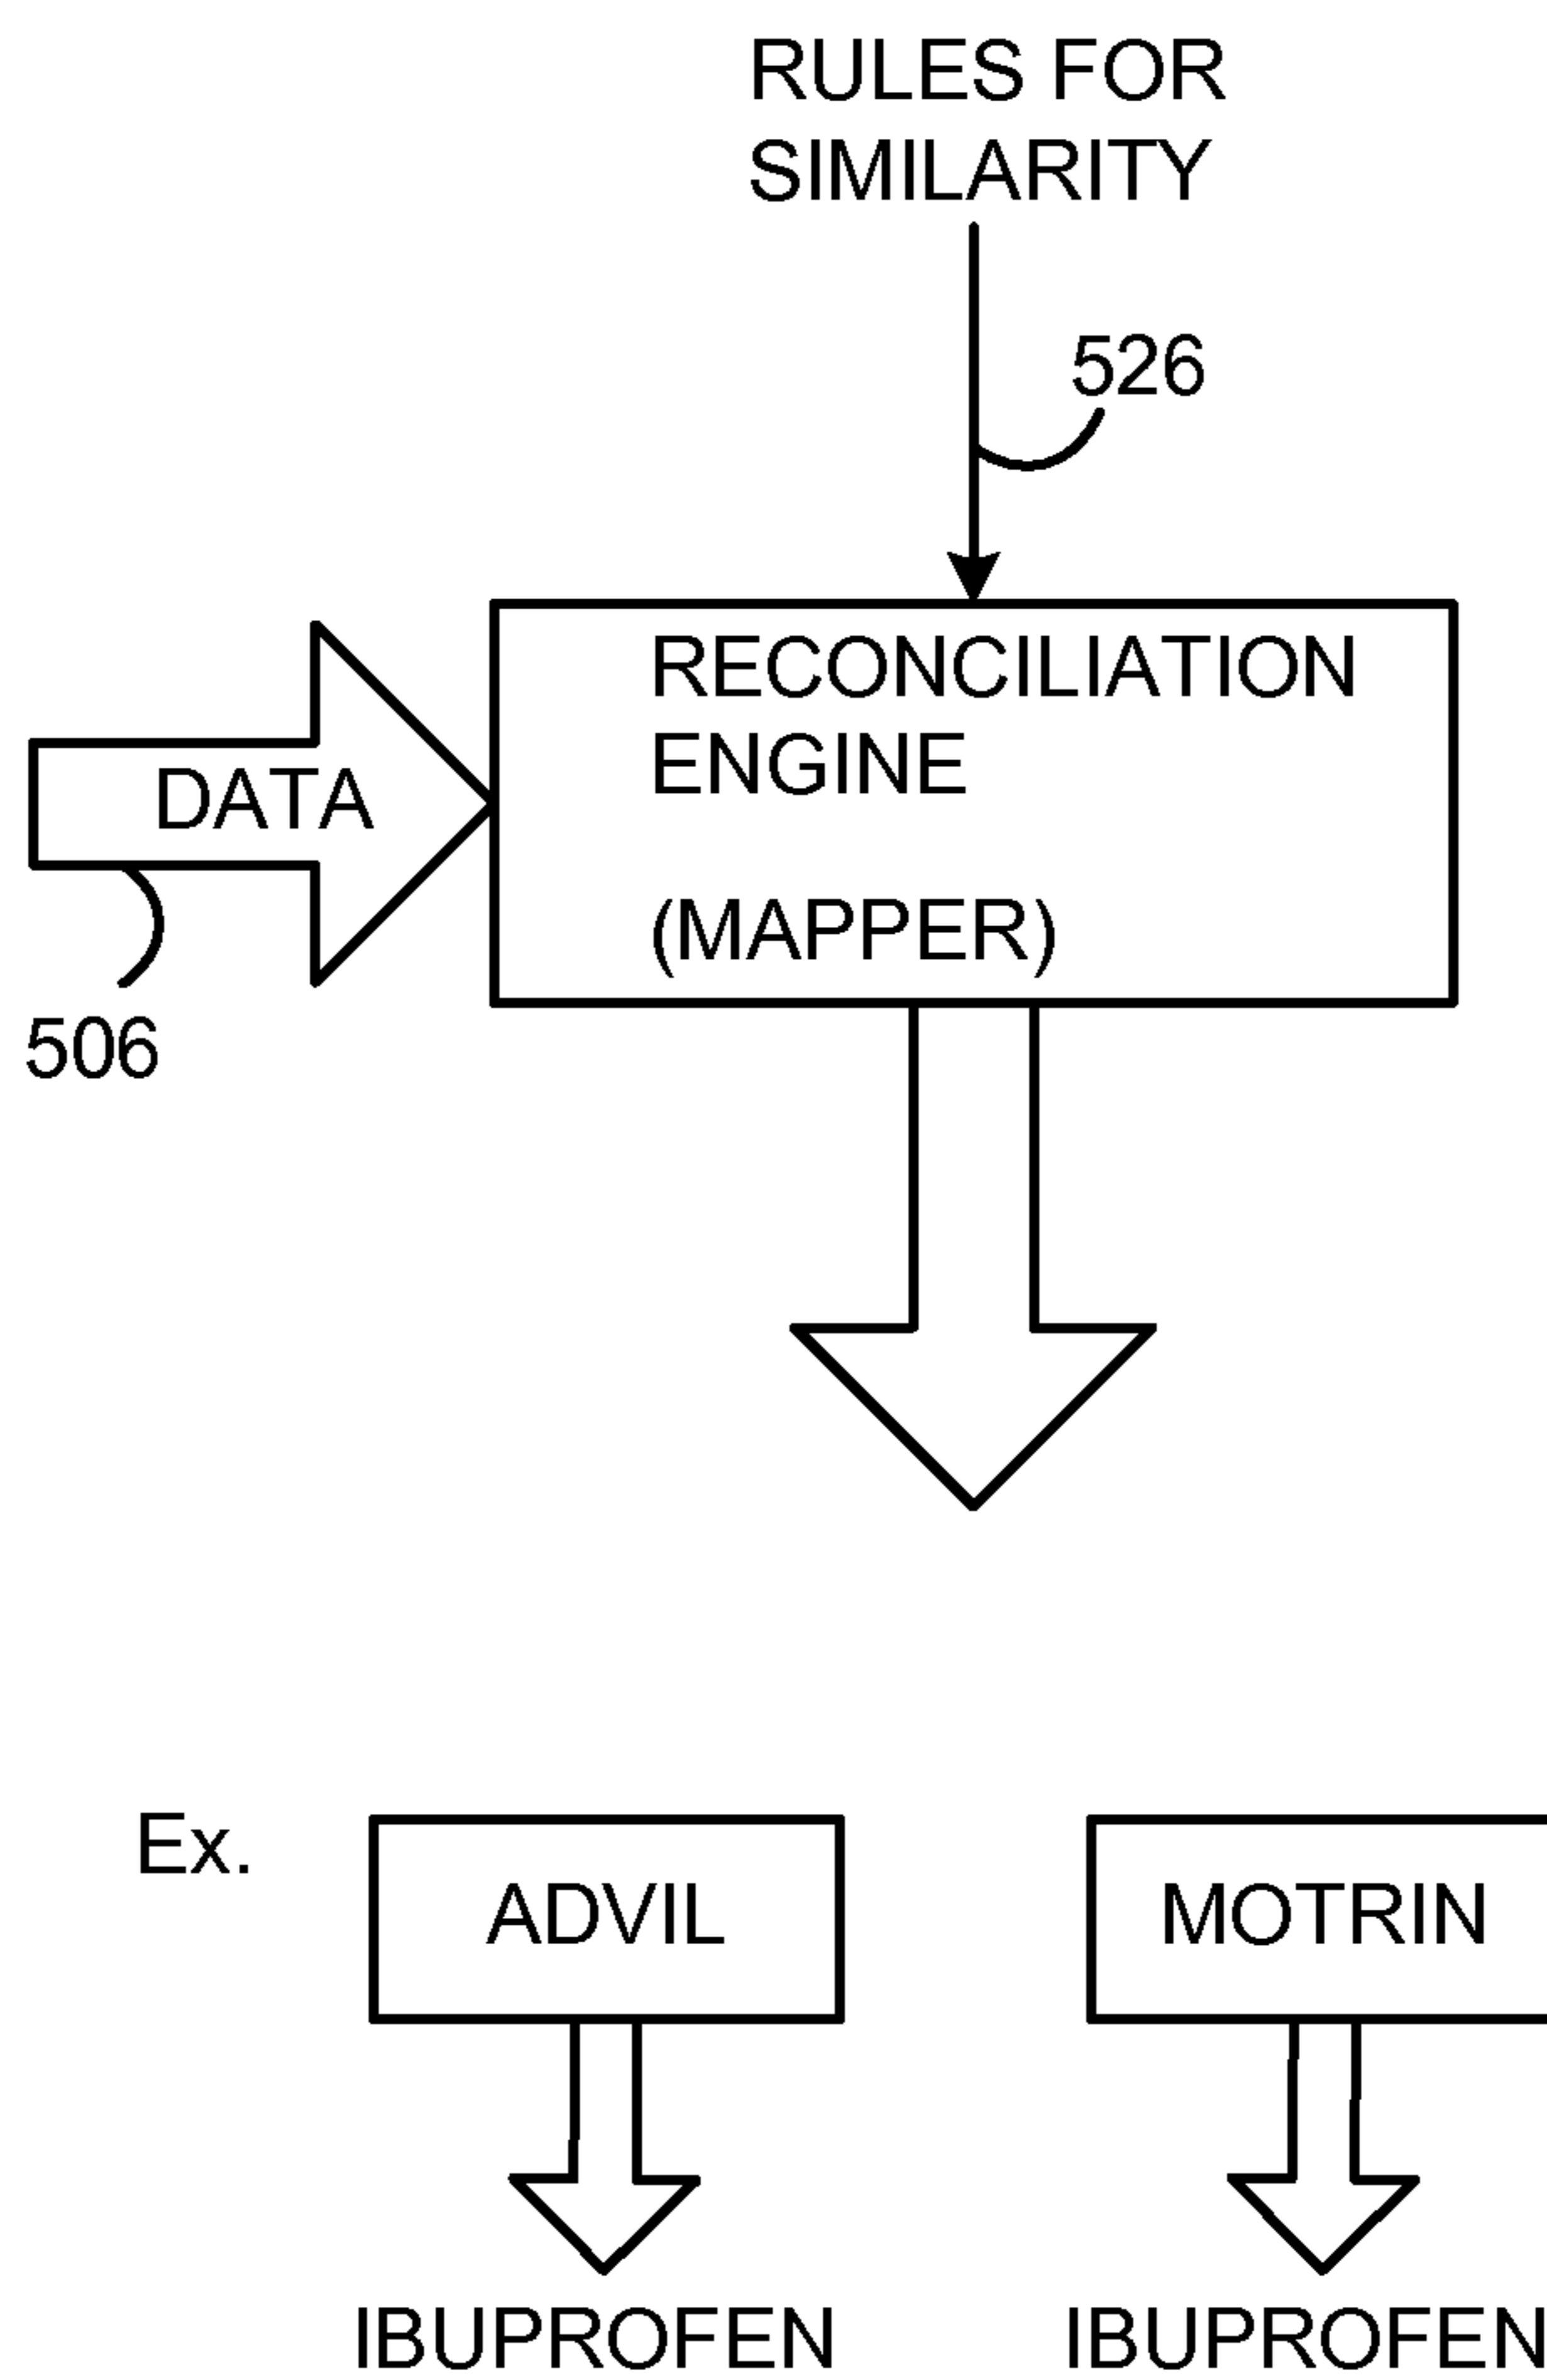 RULES FOR
SIMILARITY
526
RECONCILIATION
ENGINE
(MAPPER)
DATA
506
Ex.
ADVIL
MOTRIN
IBUPROFEN
IBUPROFEN